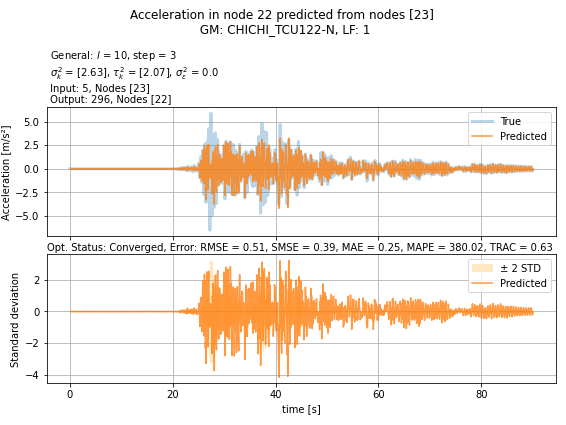 Acceleration in node 22 predicted from nodes [23]
GM: CHICHI_TCU122-N, LF: 1
General: l = 10, step = 3
σ²ₖ = [2.63], τ²ₖ = [2.07], σ²ε = 0.0
Input: 5, Nodes [23]
Output: 296, Nodes [22]
Acceleration [m/s²]
5.0
2.5
0.0
−2.5
−5.0
True
Predicted
Opt. Status: Converged, Error: RMSE = 0.51, SMSE = 0.39, MAE = 0.25, MAPE = 380.02, TRAC = 0.63
Standard deviation
2
0
−2
−4
± 2 STD
Predicted
0 20 40 60 80
time [s]